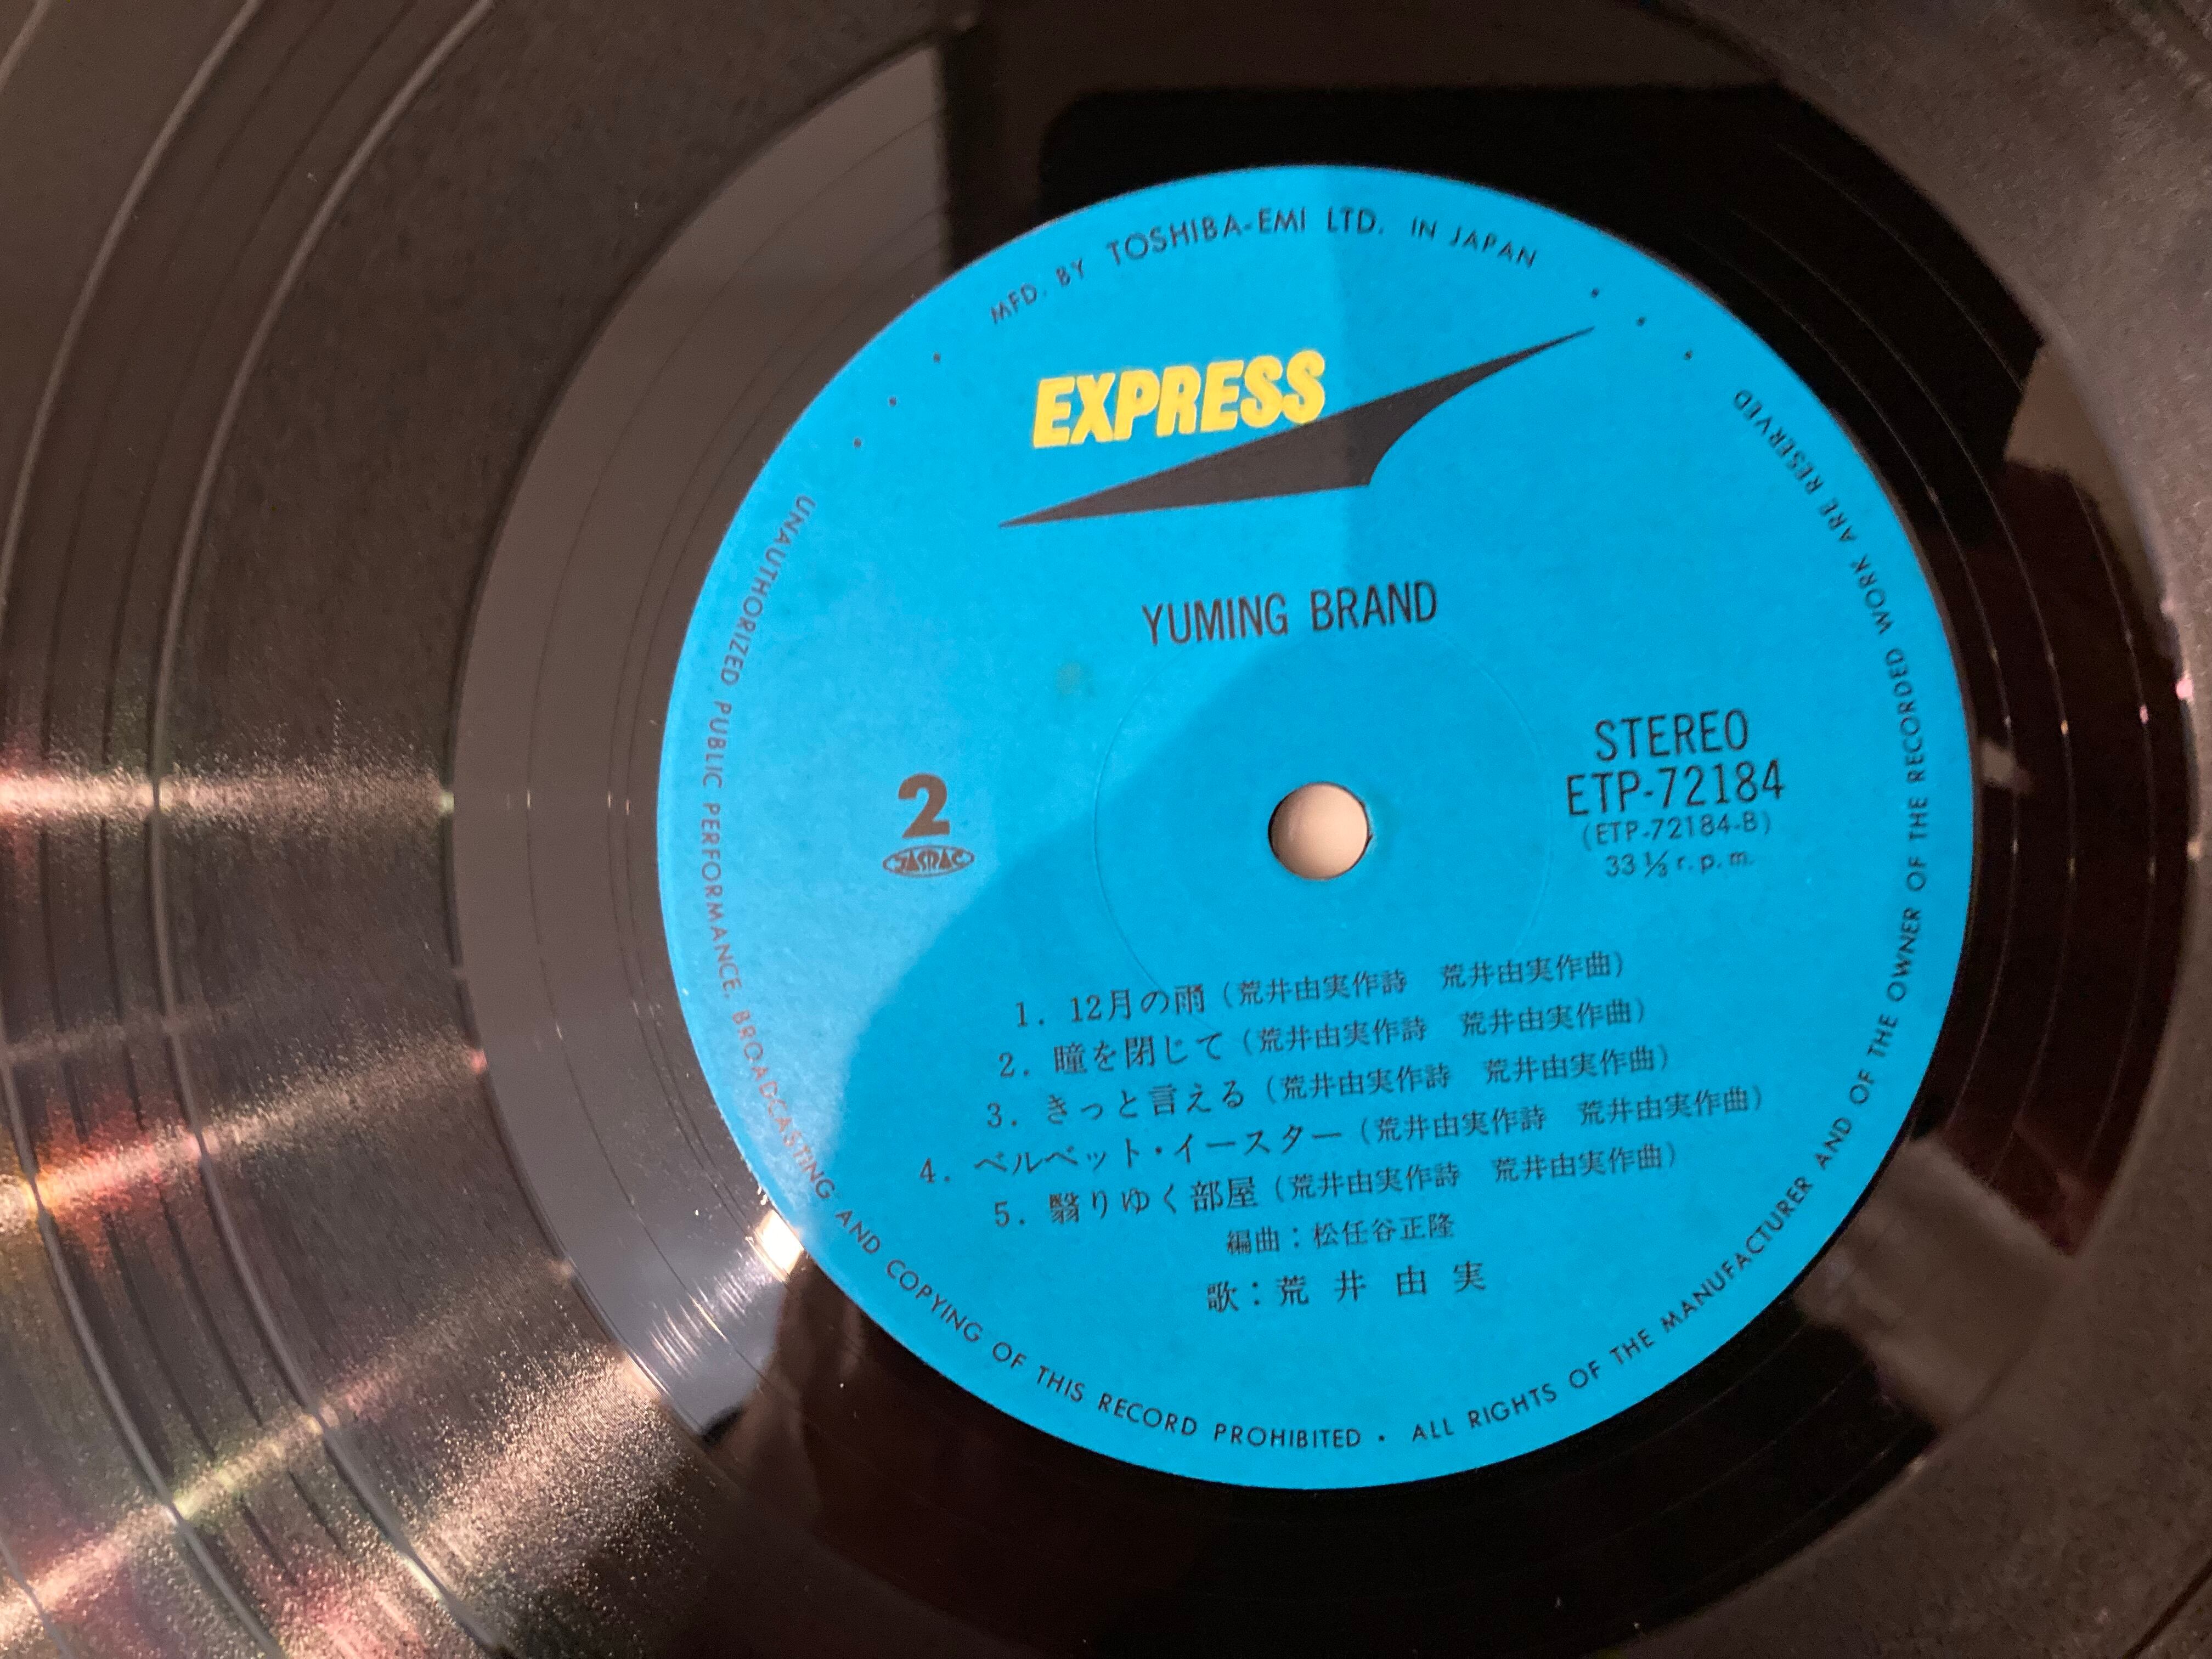 MFD. BY TOSHIBA-EMI LTD. IN JAPAN
EXPRESS
YUMING BRAND
STEREO
ETP-72184
(ETP-72184-B)
33 ⅓ r.p.m.
2
JASRAC
1. 12月の雨 (荒井由実作詩 荒井由実作曲)
2. 瞳を閉じて (荒井由実作詩 荒井由実作曲)
3. きっと言える (荒井由実作詩 荒井由実作曲)
4. ベルベット・イースター (荒井由実作詩 荒井由実作曲)
5. 翳りゆく部屋 (荒井由実作詩 荒井由実作曲)
編曲：松任谷正隆
歌：荒井由実
UNAUTHORIZED PUBLIC PERFORMANCE, BROADCASTING AND COPYING OF THIS RECORD PROHIBITED • ALL RIGHTS OF THE MANUFACTURER AND OF THE OWNER OF THE RECORDED WORK ARE RESERVED